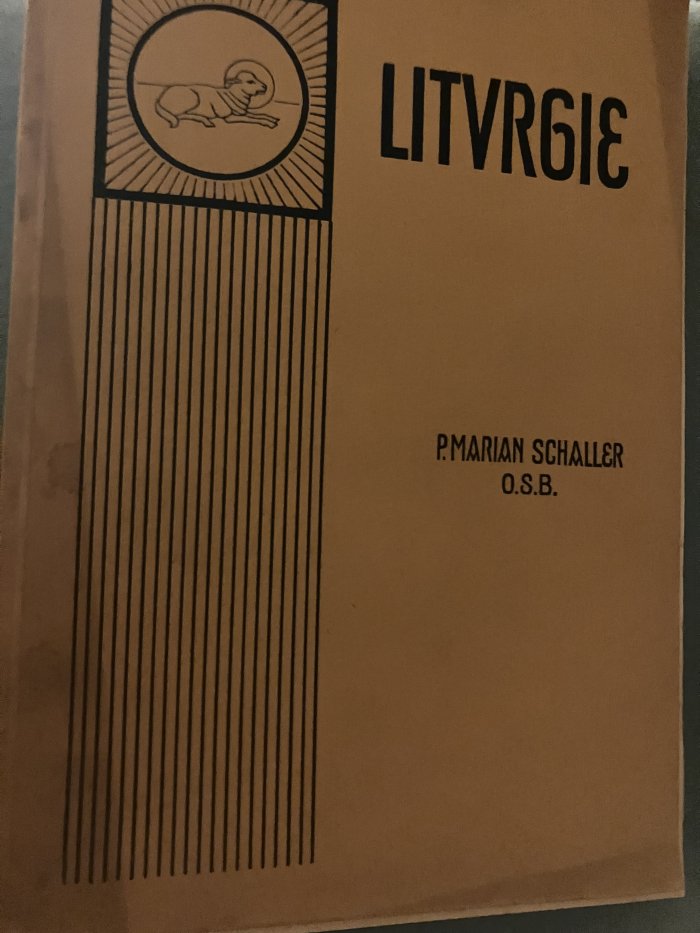 LITVRGIE
P. MARIAN SCHALLER
O.S.B.